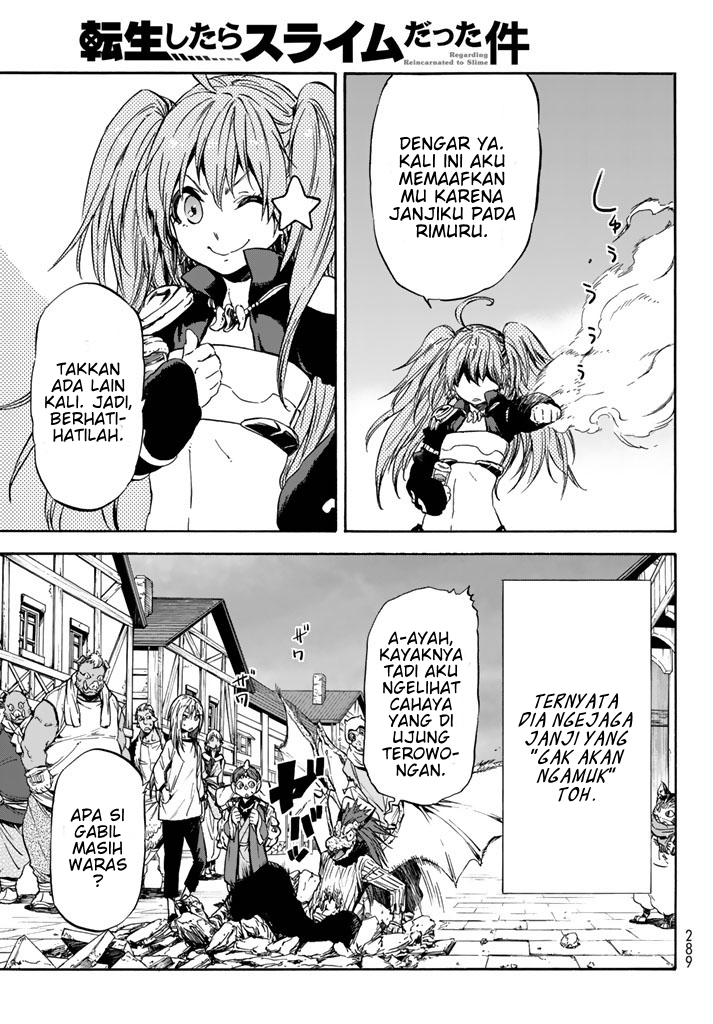 転生したらスライムだった件
Regarding
Reincarnated to Slime
DENGAR YA.
KALI INI AKU
MEMAAFKAN
MU KARENA
JANJIKU PADA
RIMURU.
しゅうぅぅ
TAKKAN
ADA LAIN
KALI. JADI,
BERHATI-
HATILAH.
TERNYATA
DIA NGEJAGA
JANJI YANG
"GAK AKAN
NGAMUK"
TOH.
A-AYAH,
KAYAKNYA
TADI AKU
NGELIHAT
CAHAYA
YANG DI
UJUNG
TEROWO-
NGAN.
ザワ
ザワ
ガバッ
APA SI
GABIL
MASIH
WARAS
?
289